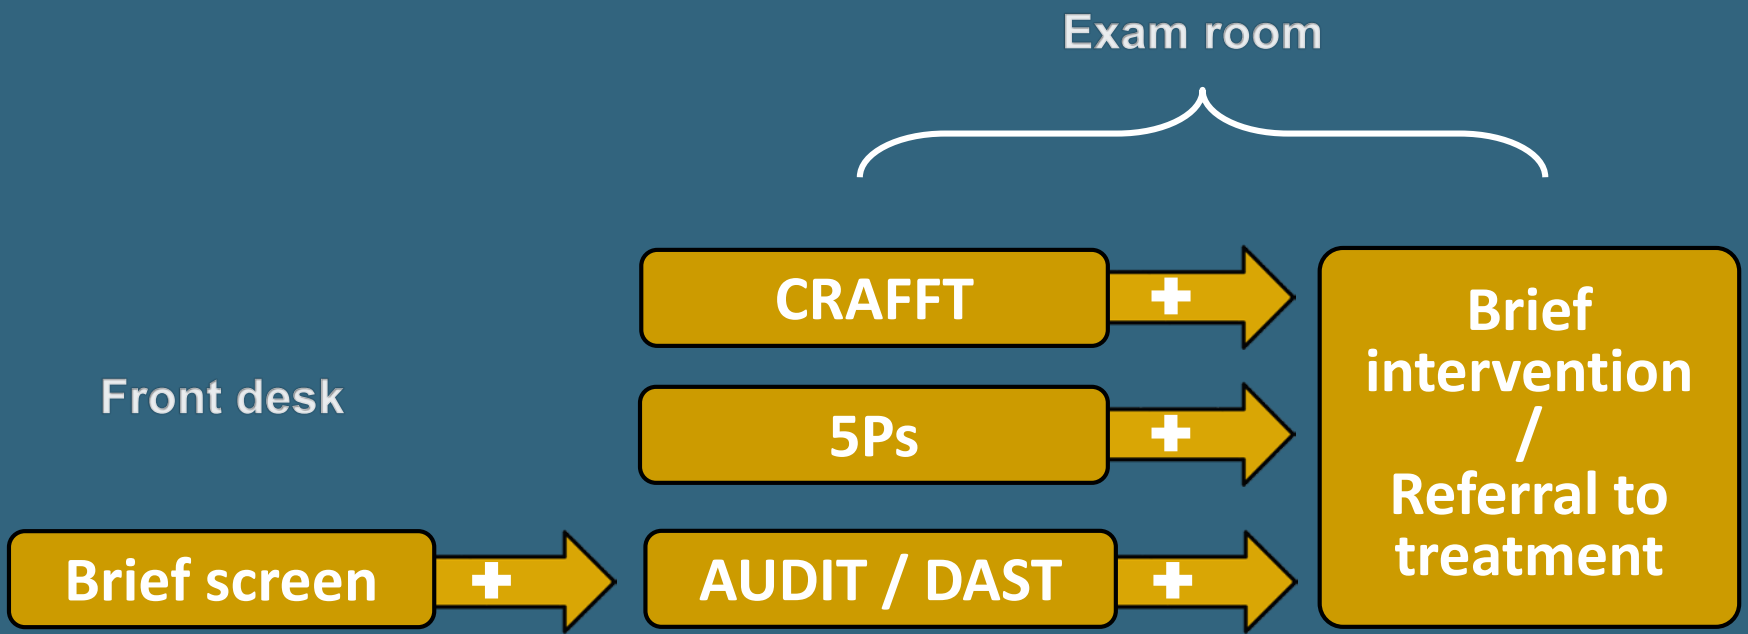 Exam room
Front desk
CRAFFT
5Ps
Brief screen
AUDIT / DAST
Brief
intervention
/
Referral to
treatment